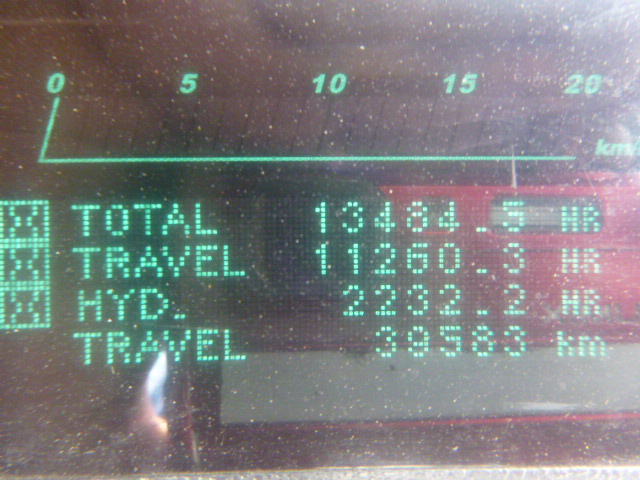 0 5 10 15 20
km/
TOTAL 13484.5 HR
TRAVEL 11260.3 HR
HYD. 2232.2 HR
TRAVEL 39583 km